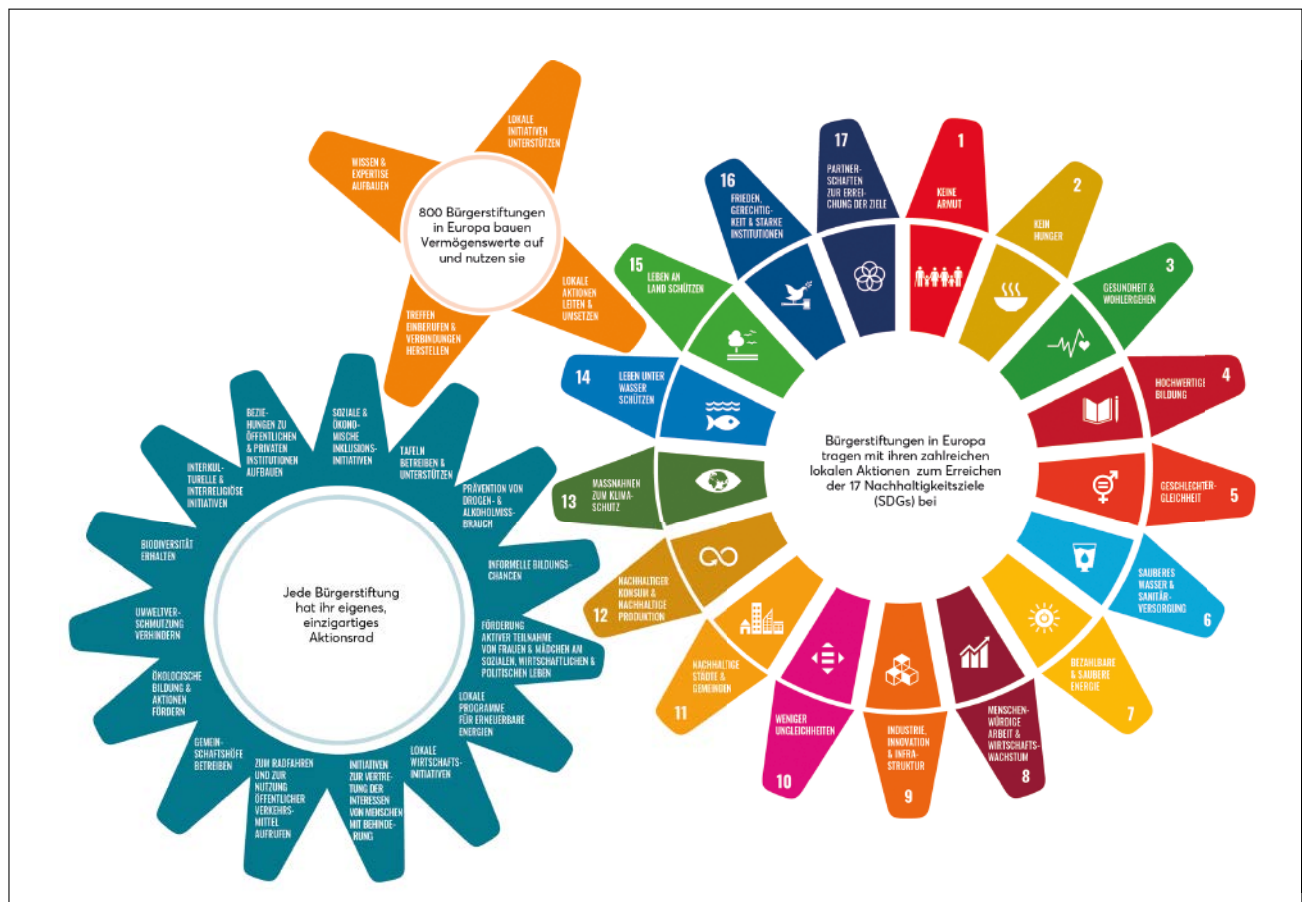 LOKALE
INITIATIVEN
UNTERSTÜTZEN
WISSEN &
EXPERTISE
AUFBAUEN
800 Bürgerstiftungen
in Europa bauen
Vermögenswerte auf
und nutzen sie
LOKALE
AKTIONEN
LEITEN &
UMSETZEN
TREFFEN
EINBERUFEN &
VERBINDUNGEN
HERSTELLEN
SOZIALE &
ÖKONO-
MISCHE
INKLUSIONS-
INITIATIVEN
TAFELN
BETREIBEN &
UNTERSTÜTZEN
PRÄVENTION VON
DROGEN- &
ALKOHOLMISS-
BRAUCH
INFORMELLE BILDUNGS-
CHANCEN
FÖRDERUNG
AKTIVER TEILNAHME
VON FRAUEN & MÄDCHEN AM
SOZIALEN, WIRTSCHAFTLICHEN &
POLITISCHEN LEBEN
LOKALE
PROGRAMME
FÜR ERNEUERBARE
ENERGIEN
LOKALE
WIRTSCHAFTS-
INITIATIVEN
INITIATIVEN
ZUR VERTRE-
TUNG DER
INTERESSEN
VON MENSCHEN
MIT BEHINDE-
RUNG
ZUM RADFAHREN
UND ZUR
NUTZUNG
ÖFFENTLICHER
VERKEHRS-
MITTEL
AUFRUFEN
GEMEIN-
SCHAFTSHÖFE
BETREIBEN
ÖKOLOGISCHE
BILDUNG &
AKTIONEN
FÖRDERN
UMWELTVER-
SCHMUTZUNG
VERHINDERN
BIODIVERSITÄT
ERHALTEN
INTERKUL-
TURELLE &
INTERRELIGIÖSE
INITIATIVEN
BEZIE-
HUNGEN ZU
ÖFFENTLICHEN
& PRIVATEN
INSTITUTIONEN
AUFBAUEN
Jede Bürgerstiftung
hat ihr eigenes,
einzigartiges
Aktionsrad
1
KEINE
ARMUT
2
KEIN
HUNGER
3
GESUNDHEIT &
WOHLERGEHEN
4
HOCHWERTIGE
BILDUNG
GESCHLECHTER-
GLEICHHEIT
5
SAUBERES
WASSER &
SANITÄR-
VERSORGUNG
6
BEZAHLBARE
& SAUBERE
ENERGIE
7
MENSCHEN-
WÜRDIGE
ARBEIT &
WIRTSCHAFTS-
WACHSTUM
8
INDUSTRIE,
INNOVATION
& INFRA-
STRUKTUR
9
WENIGER
UNGLEICHHEITEN
10
NACHHALTIGE
STÄDTE &
GEMEINDEN
11
NACHHALTIGER
KONSUM &
NACHHALTIGE
PRODUKTION
12
MASSNAHMEN
ZUM KLIMA-
SCHUTZ
13
14
LEBEN UNTER
WASSER
SCHÜTZEN
15
LEBEN AN
LAND SCHÜTZEN
16
FRIEDEN,
GERECHTIG-
KEIT & STARKE
INSTITUTIONEN
17
PARTNER-
SCHAFTEN
ZUR ERREI-
CHUNG DER ZIELE
Bürgerstiftungen in Europa
tragen mit ihren zahlreichen
lokalen Aktionen zum Erreichen
der 17 Nachhaltigkeitsziele
(SDGs) bei